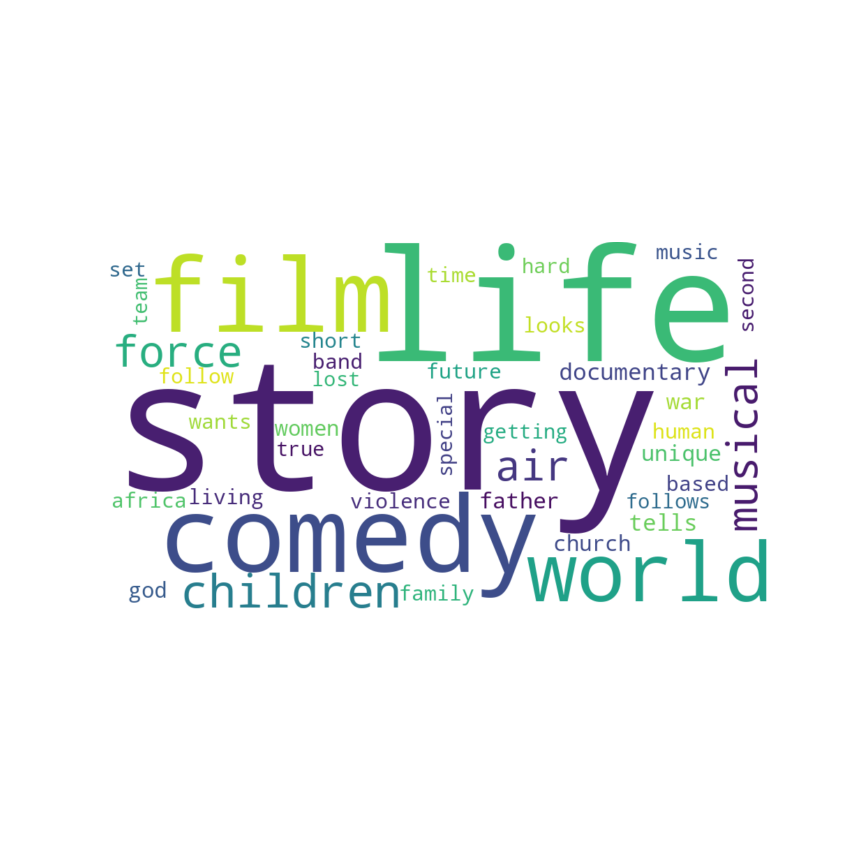 film
life
music
set
time
hard
second
team
looks
force
short
band
documentary
follow
lost
future
musical
story
wants
women
special
getting
war
human
true
air
unique
based
africa
living
violence
father
follows
comedy
tells
church
world
god
children
family